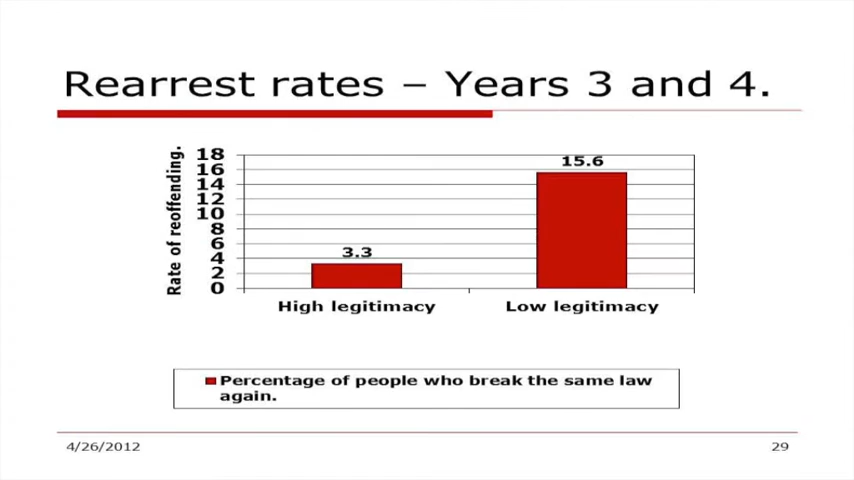 Rearrest rates – Years 3 and 4.
Rate of reoffending.
18
16
14
12
10
8
6
4
2
0
3.3
15.6
High legitimacy
Low legitimacy
Percentage of people who break the same law
again.
4/26/2012
29